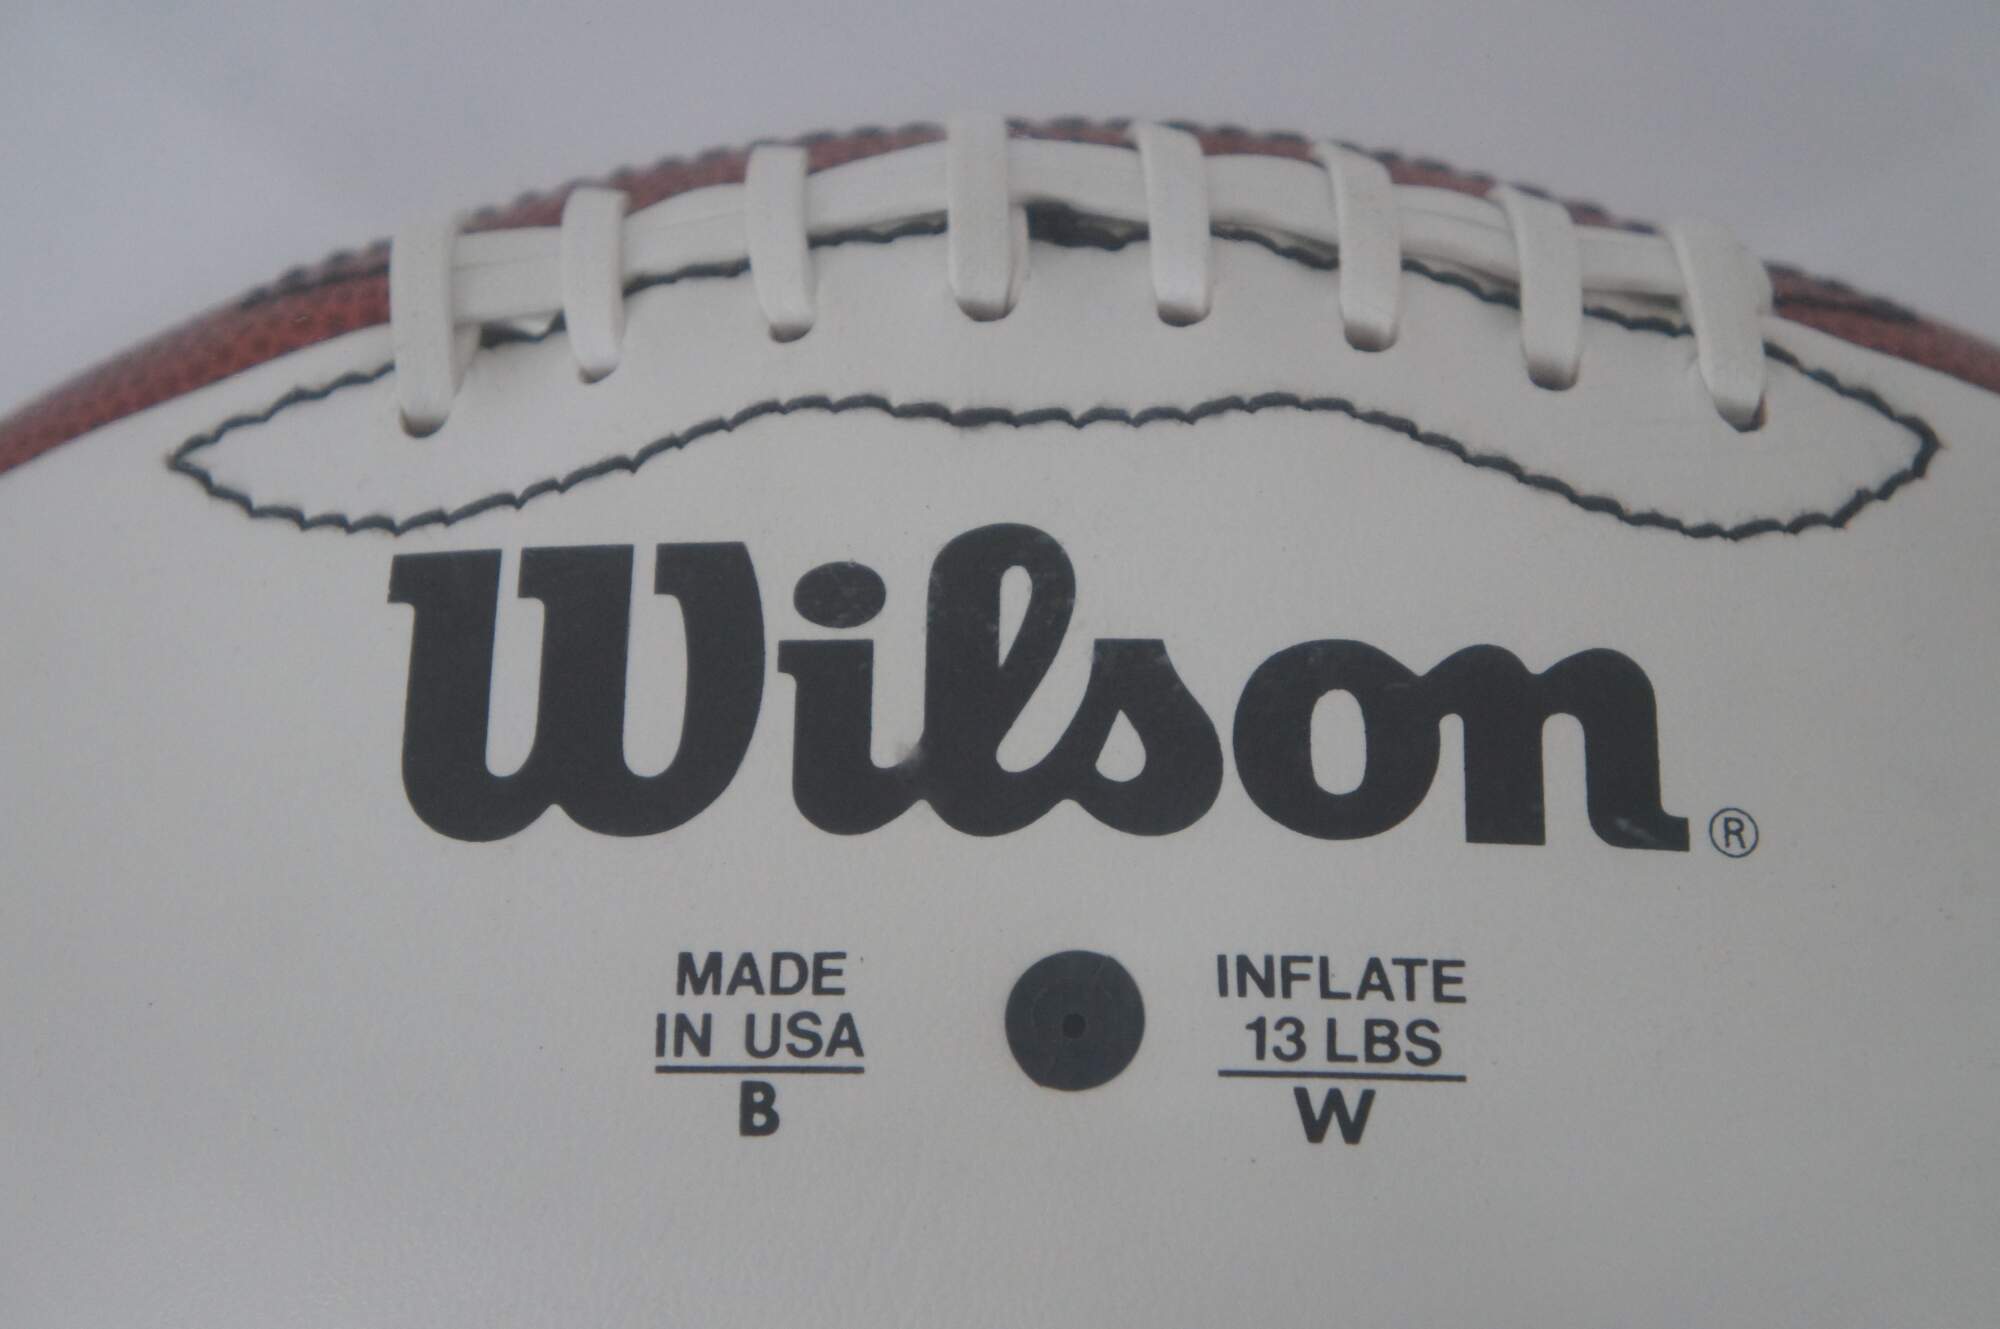 Wilson®
MADE
IN USA
B
INFLATE
13 LBS
W